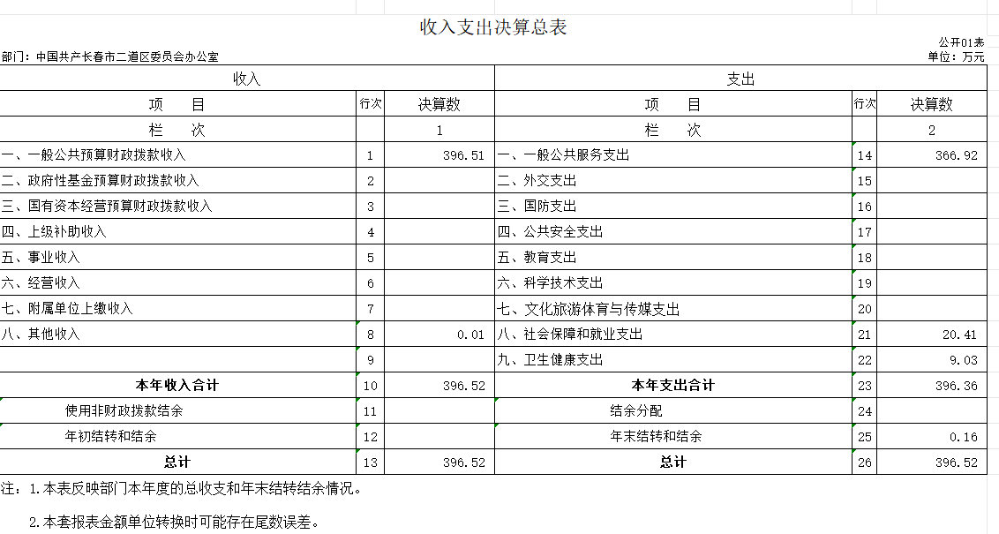 收入支出决算总表
公开01表
部门：中国共产长春市二道区委员会办公室 单位：万元
收入 支出
项 目 行次 决算数 项 目 行次 决算数
栏 次 1 栏 次 2
一、一般公共预算财政拨款收入 1 396.51 一、一般公共服务支出 14 366.92
二、政府性基金预算财政拨款收入 2 二、外交支出 15
三、国有资本经营预算财政拨款收入 3 三、国防支出 16
四、上级补助收入 4 四、公共安全支出 17
五、事业收入 5 五、教育支出 18
六、经营收入 6 六、科学技术支出 19
七、附属单位上缴收入 7 七、文化旅游体育与传媒支出 20
八、其他收入 8 0.01 八、社会保障和就业支出 21 20.41
9 九、卫生健康支出 22 9.03
本年收入合计 10 396.52 本年支出合计 23 396.36
使用非财政拨款结余 11 结余分配 24
年初结转和结余 12 年末结转和结余 25 0.16
总计 13 396.52 总计 26 396.52
注：1.本表反映部门本年度的总收支和年末结转结余情况。
2.本套报表金额单位转换时可能存在尾数误差。